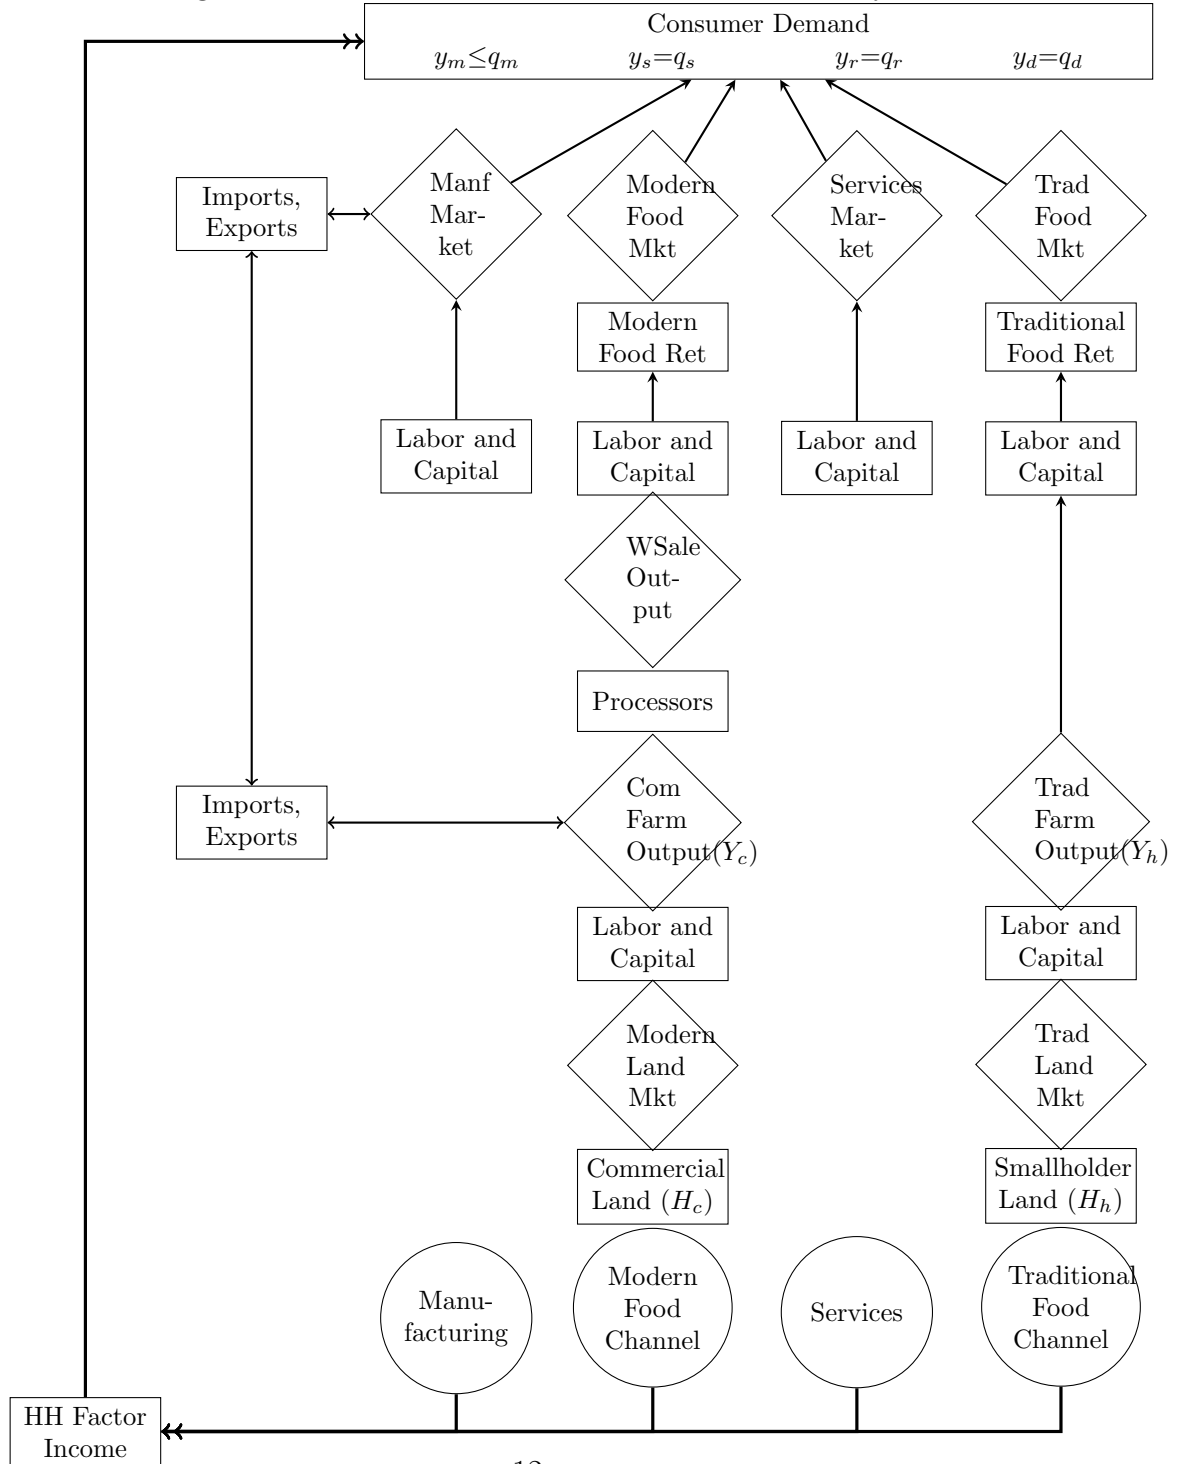 Consumer Demand
y_m≤q_m y_s=q_s y_r=q_r y_d=q_d
Imports,
Exports
Manf
Mar-
ket
Modern
Food
Mkt
Services
Mar-
ket
Trad
Food
Mkt
Modern
Food Ret
Traditional
Food Ret
Labor and
Capital
Labor and
Capital
Labor and
Capital
Labor and
Capital
WSale
Out-
put
Processors
Imports,
Exports
Com
Farm
Output(Y_c)
Trad
Farm
Output(Y_h)
Labor and
Capital
Labor and
Capital
Modern
Land
Mkt
Trad
Land
Mkt
Commercial
Land (H_c)
Smallholder
Land (H_h)
Manu-
facturing
Modern
Food
Channel
Services
Traditional
Food
Channel
HH Factor
Income